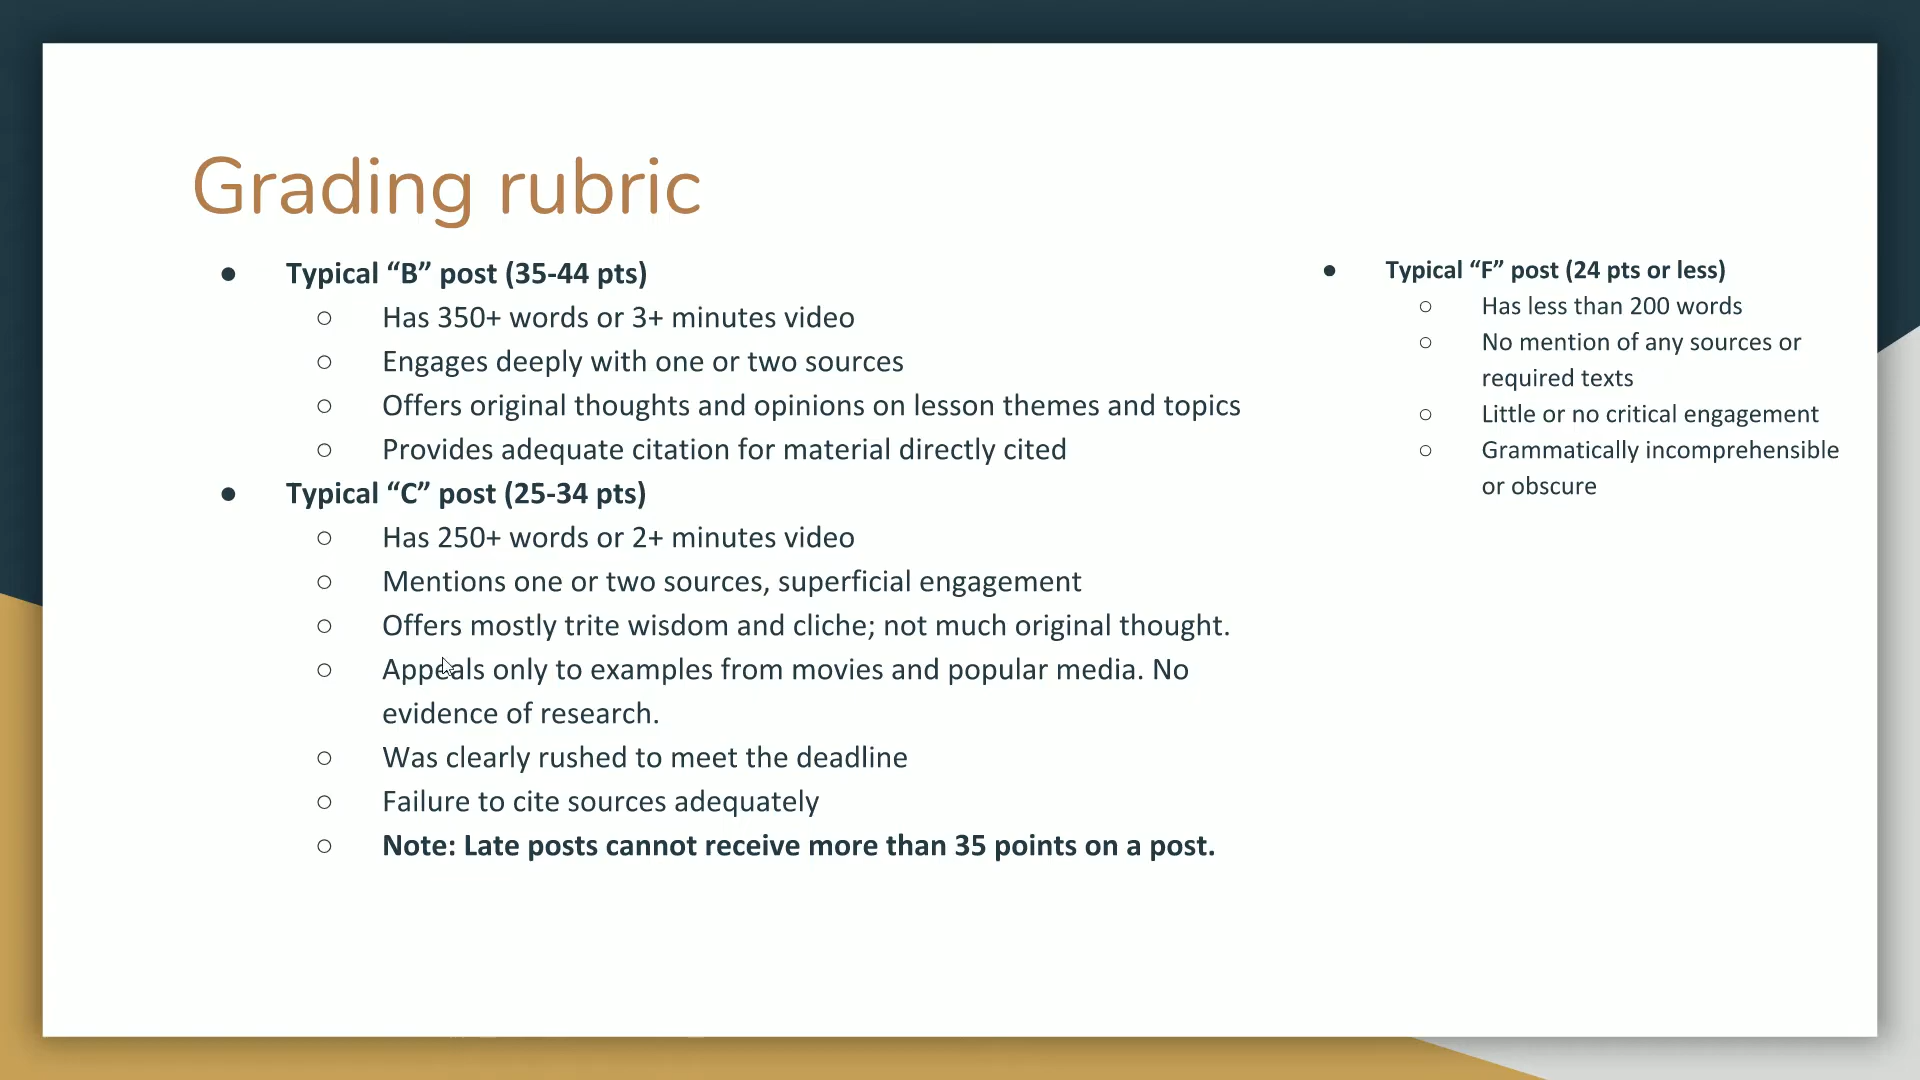 Grading rubric
● Typical “B” post (35-44 pts)
○ Has 350+ words or 3+ minutes video
○ Engages deeply with one or two sources
○ Offers original thoughts and opinions on lesson themes and topics
○ Provides adequate citation for material directly cited
● Typical “C” post (25-34 pts)
○ Has 250+ words or 2+ minutes video
○ Mentions one or two sources, superficial engagement
○ Offers mostly trite wisdom and cliche; not much original thought.
○ Appeals only to examples from movies and popular media. No
evidence of research.
○ Was clearly rushed to meet the deadline
○ Failure to cite sources adequately
○ Note: Late posts cannot receive more than 35 points on a post.
● Typical “F” post (24 pts or less)
○ Has less than 200 words
○ No mention of any sources or
required texts
○ Little or no critical engagement
○ Grammatically incomprehensible
or obscure